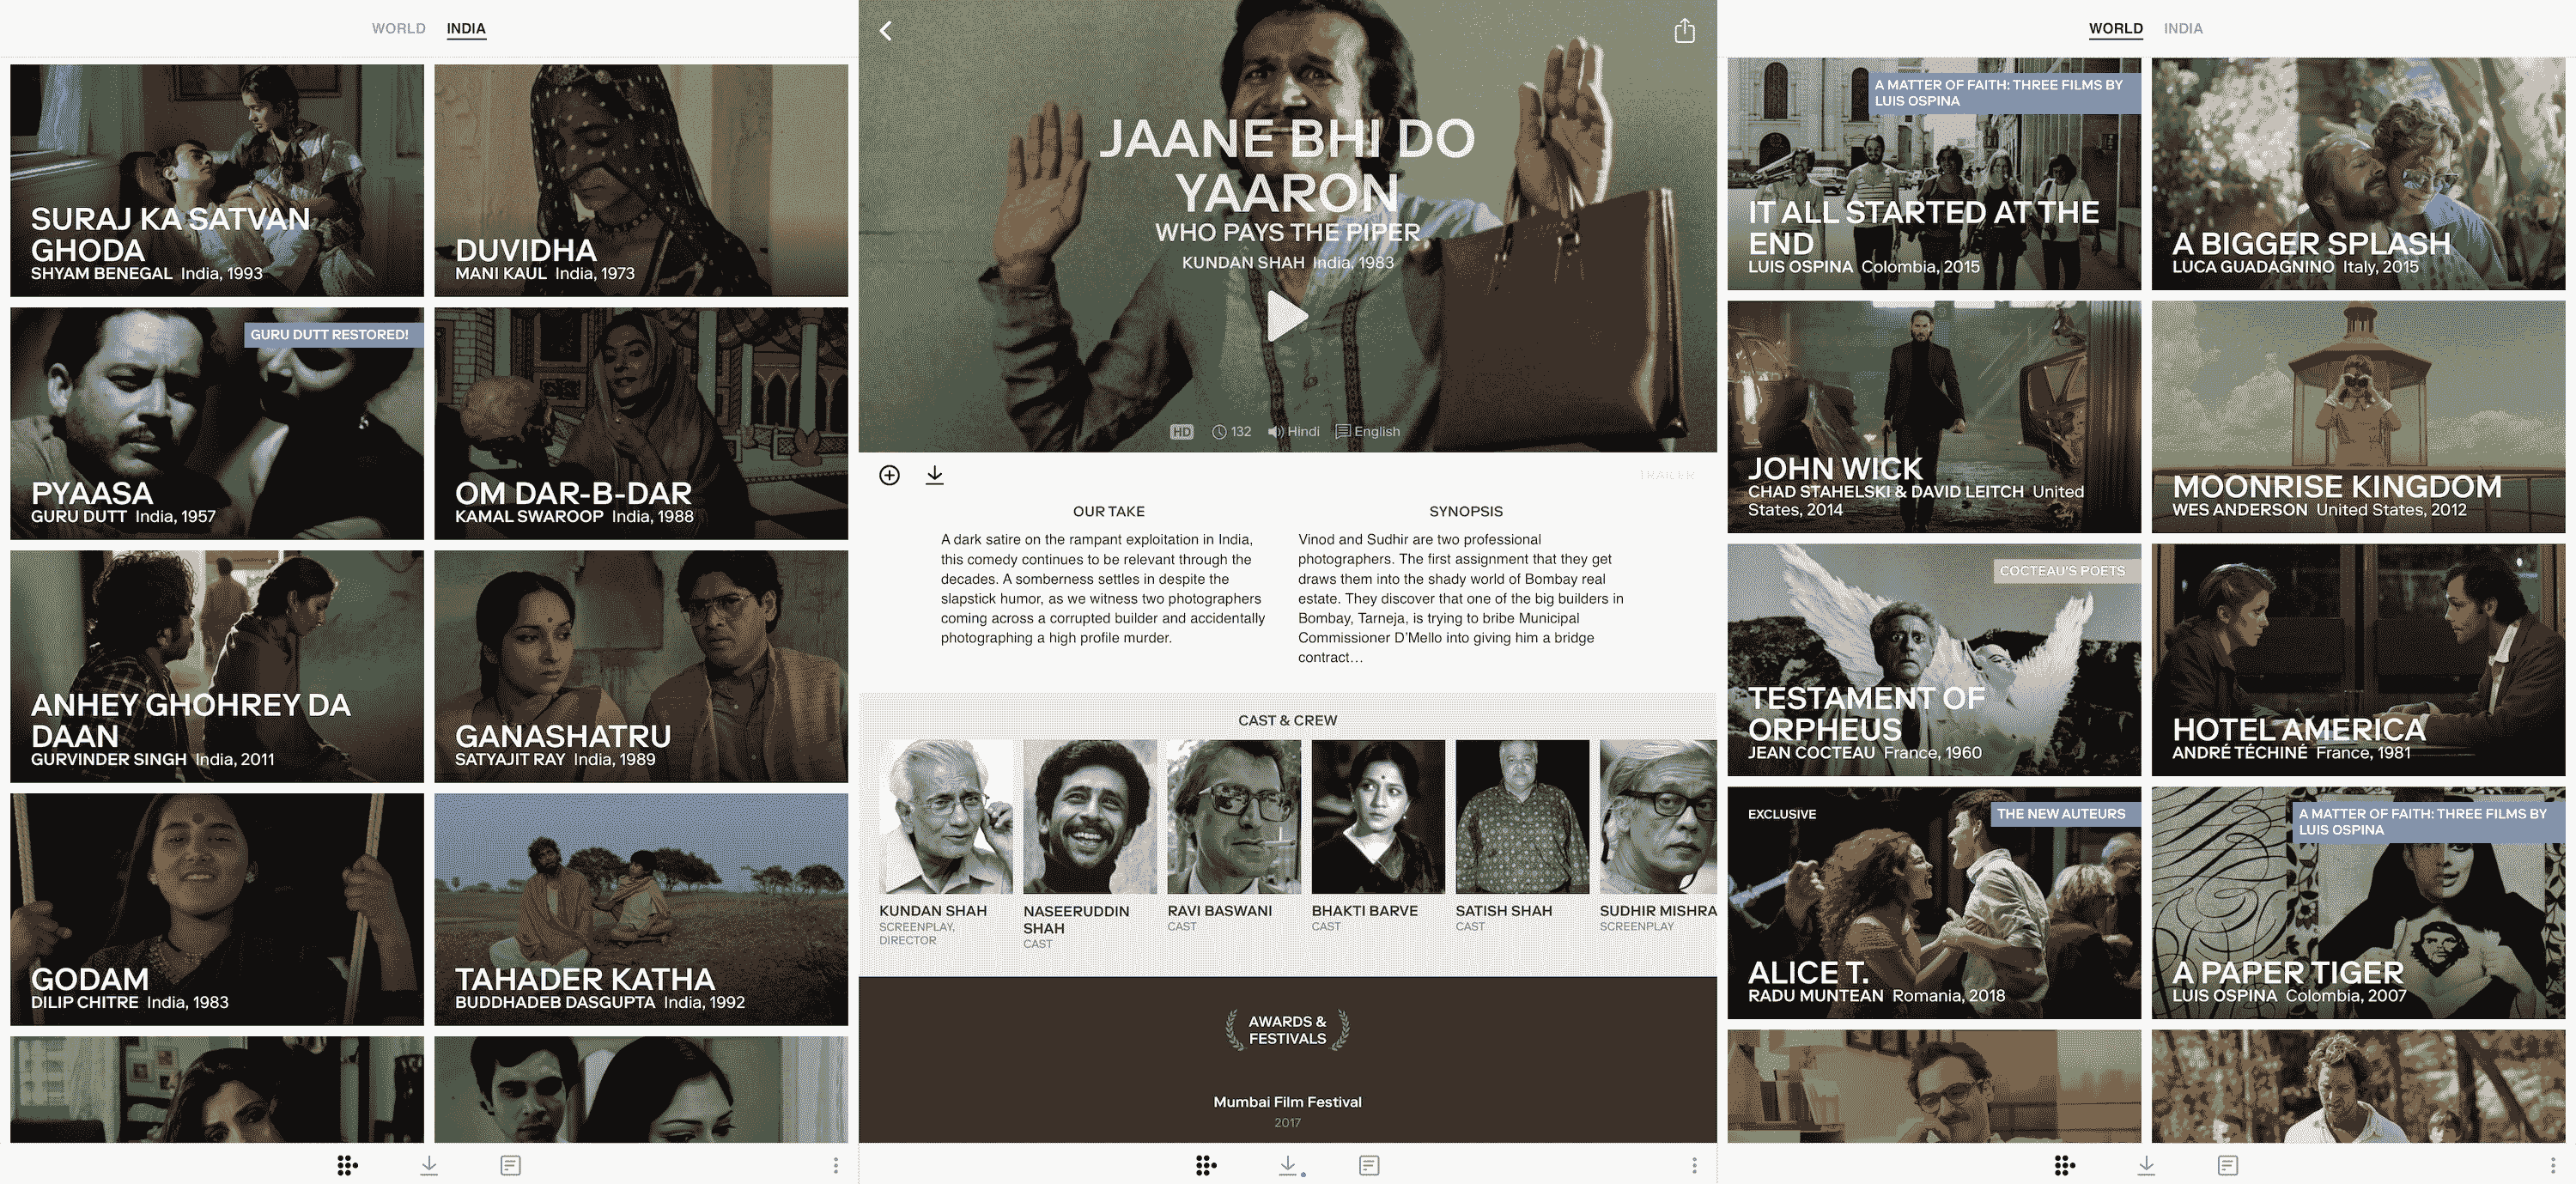 WORLD INDIA
SURAJ KA SATVAN
GHODA
SHYAM BENEGAL India, 1993
DUVIDHA
MANI KAUL India, 1973
GURU DUTT RESTORED!
PYAASA
GURU DUTT India, 1957
OM DAR-B-DAR
KAMAL SWAROOP India, 1988
ANHEY GHOHREY DA
DAAN
GURVINDER SINGH India, 2011
GANASHATRU
SATYAJIT RAY India, 1989
GODAM
DILIP CHITRE India, 1983
TAHADER KATHA
BUDDHADEB DASGUPTA India, 1992
JAANE BHI DO
YAARON
WHO PAYS THE PIPER
KUNDAN SHAH India, 1983
HD 132 Hindi English
TRAILER
OUR TAKE
A dark satire on the rampant exploitation in India,
this comedy continues to be relevant through the
decades. A somberness settles in despite the
slapstick humor, as we witness two photographers
coming across a corrupted builder and accidentally
photographing a high profile murder.
SYNOPSIS
Vinod and Sudhir are two professional
photographers. The first assignment that they get
draws them into the shady world of Bombay real
estate. They discover that one of the big builders in
Bombay, Tarneja, is trying to bribe Municipal
Commissioner D'Mello into giving him a bridge
contract…
CAST & CREW
KUNDAN SHAH
SCREENPLAY,
DIRECTOR
NASEERUDDIN
SHAH
CAST
RAVI BASWANI
CAST
BHAKTI BARVE
CAST
SATISH SHAH
CAST
SUDHIR MISHRA
SCREENPLAY
AWARDS &
FESTIVALS
Mumbai Film Festival
2017
WORLD INDIA
A MATTER OF FAITH: THREE FILMS BY
LUIS OSPINA
IT ALL STARTED AT THE
END
LUIS OSPINA Colombia, 2015
A BIGGER SPLASH
LUCA GUADAGNINO Italy, 2015
JOHN WICK
CHAD STAHELSKI & DAVID LEITCH United
States, 2014
MOONRISE KINGDOM
WES ANDERSON United States, 2012
COCTEAU'S POETS
TESTAMENT OF
ORPHEUS
JEAN COCTEAU France, 1960
HOTEL AMERICA
ANDRÉ TÉCHINÉ France, 1981
EXCLUSIVE
THE NEW AUTEURS
ALICE T.
RADU MUNTEAN Romania, 2018
A MATTER OF FAITH: THREE FILMS BY
LUIS OSPINA
A PAPER TIGER
LUIS OSPINA Colombia, 2007